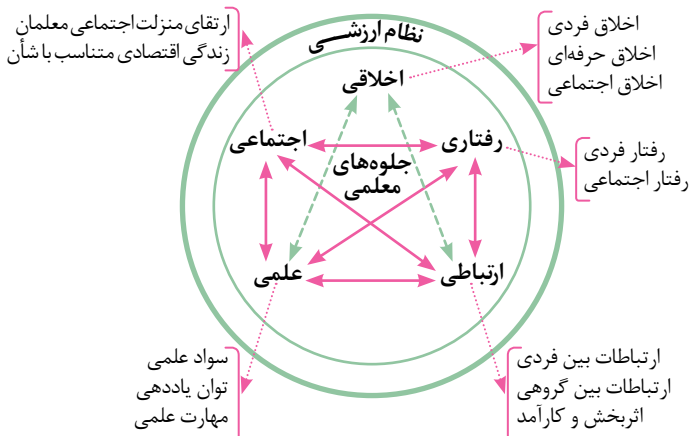 نظام ارزشـــی
اخلاق فردی
اخلاق حرفه‌ای
اخلاق اجتماعی
ارتقای منزلت اجتماعی معلمان
زندگی اقتصادی متناسب با شأن
اخلاقی
رفتاری
اجتماعی
جلوه‌های
معلمی
رفتار فردی
رفتار اجتماعی
ارتباطی
علمی
ارتباطات بین فردی
ارتباطات بین گروهی
اثربخش و کارآمد
سواد علمی
توان یاددهی
مهارت علمی